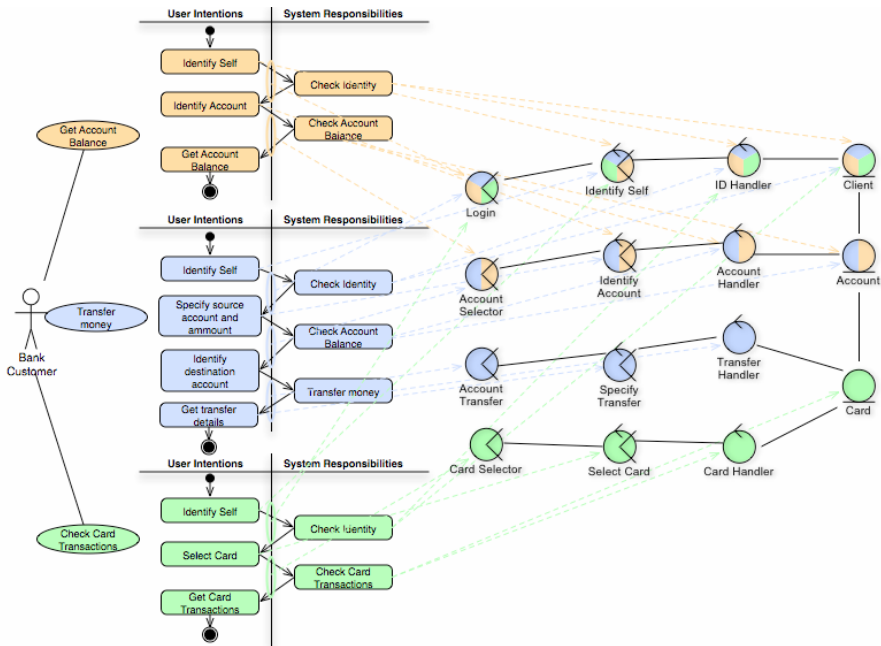 User Intentions
System Responsibilities
Identify Self
Check Identity
Identify Account
Check Account
Balance
Get Account
Balance
Get Account
Balance
User Intentions
System Responsibilities
Identify Self
Check Identity
Specify source
account and
ammount
Check Account
Balance
Identify
destination
account
Transfer money
Get transfer
details
Transfer
money
Bank
Customer
User Intentions
System Responsibilities
Identify Self
Check Identity
Select Card
Check Card
Transactions
Get Card
Transactions
Check Card
Transactions
Login
Identify Self
ID Handler
Client
Account
Selector
Identify
Account
Account
Handler
Account
Account
Transfer
Specify
Transfer
Transfer
Handler
Card
Card Selector
Select Card
Card Handler